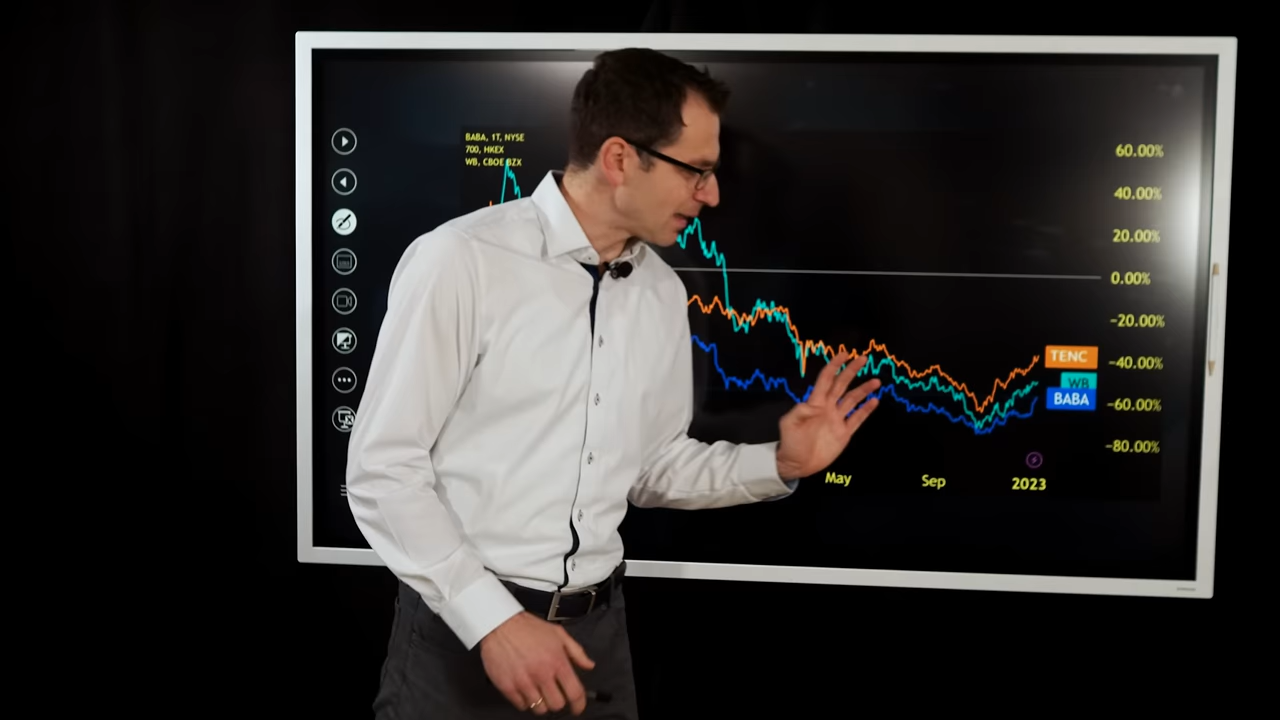 BABA, 1T, NYSE
700, HKEX
WB, CBOE BZX
60.00%
40.00%
20.00%
0.00%
-20.00%
TENC
-40.00%
WB
BABA
-60.00%
-80.00%
May
Sep
2023